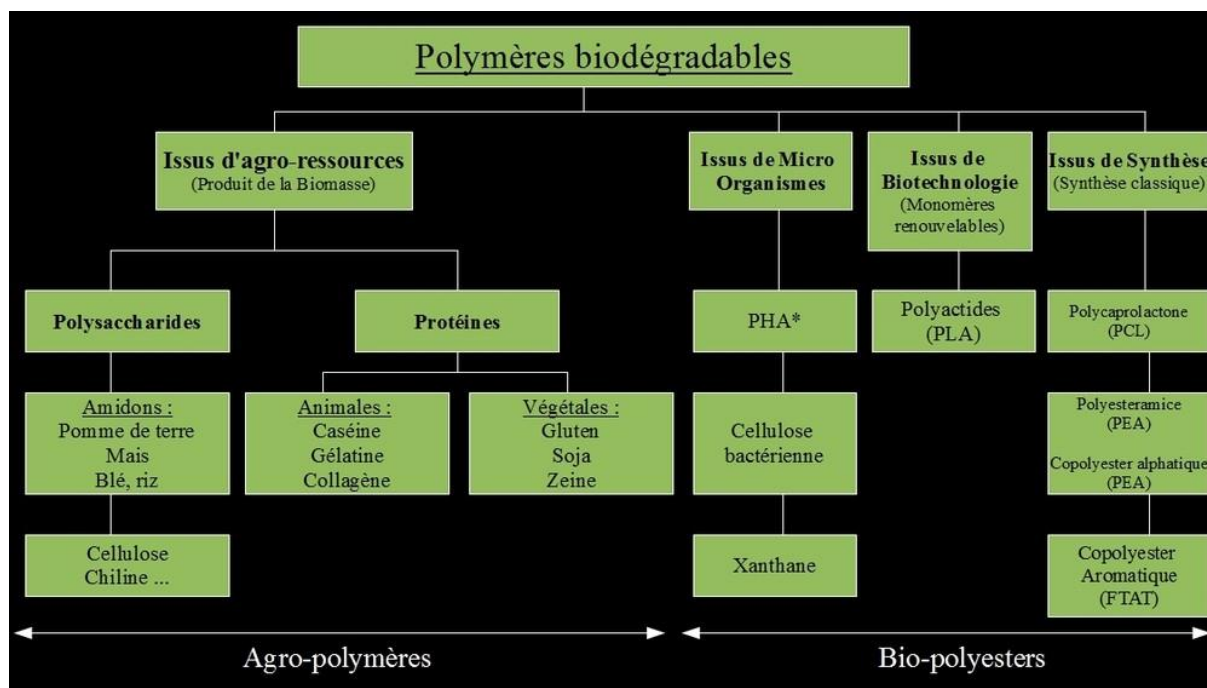 Polymères biodégradables
Issus d'agro-ressources
(Produit de la Biomasse)
Issus de Micro
Organismes
Issus de
Biotechnologie
(Monomères
renouvelables)
Issus de Synthèse
(Synthèse classique)
Polysaccharides
Protéines
PHA*
Polyactides
(PLA)
Polycaprolactone
(PCL)
Amidons :
Pomme de terre
Mais
Blé, riz
Animales :
Caséine
Gélatine
Collagène
Végétales :
Gluten
Soja
Zeine
Cellulose
bactérienne
Polyesteramice
(PEA)
Copolyester alphatique
(PEA)
Cellulose
Chiline ...
Xanthane
Copolyester
Aromatique
(FTAT)
Agro-polymères
Bio-polyesters